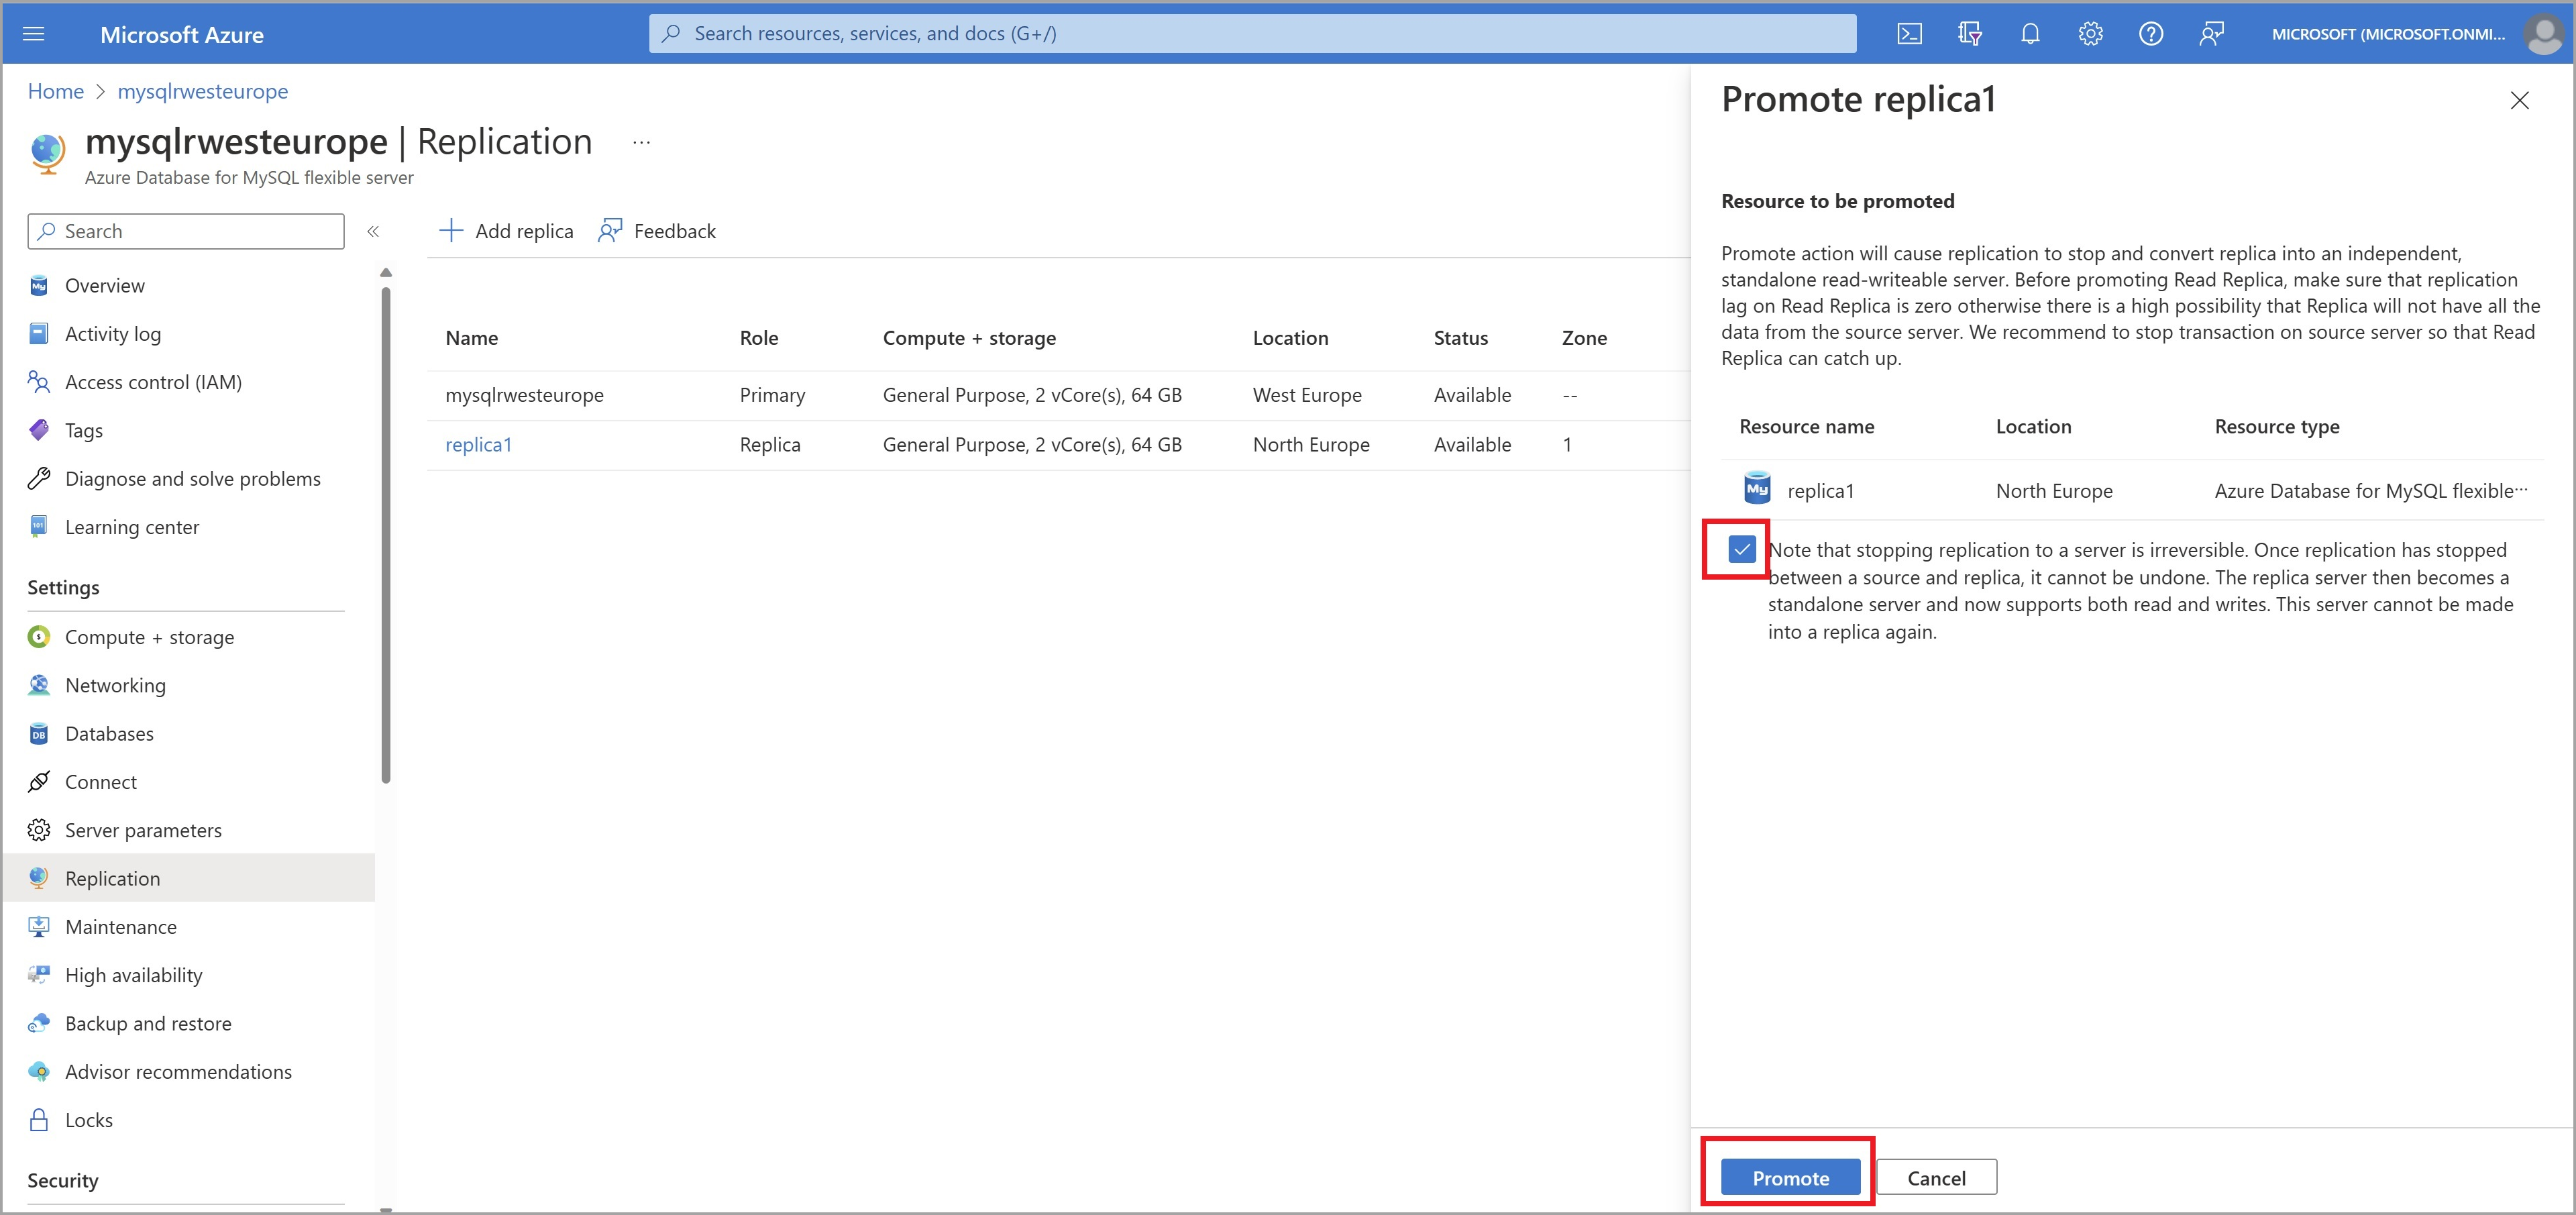 Microsoft Azure
Search resources, services, and docs (G+/)
MICROSOFT (MICROSOFT.ONMI...
Home > mysqlrwesteurope
mysqlrwesteurope | Replication ...
Azure Database for MySQL flexible server
Search
«
Overview
Activity log
Access control (IAM)
Tags
Diagnose and solve problems
Learning center
Settings
Compute + storage
Networking
Databases
Connect
Server parameters
Replication
Maintenance
High availability
Backup and restore
Advisor recommendations
Locks
Security
Add replica Feedback
Name Role Compute + storage Location Status Zone
mysqlrwesteurope Primary General Purpose, 2 vCore(s), 64 GB West Europe Available --
replica1 Replica General Purpose, 2 vCore(s), 64 GB North Europe Available 1
Promote replica1
Resource to be promoted
Promote action will cause replication to stop and convert replica into an independent,
standalone read-writeable server. Before promoting Read Replica, make sure that replication
lag on Read Replica is zero otherwise there is a high possibility that Replica will not have all the
data from the source server. We recommend to stop transaction on source server so that Read
Replica can catch up.
Resource name Location Resource type
My replica1 North Europe Azure Database for MySQL flexible···
Note that stopping replication to a server is irreversible. Once replication has stopped
between a source and replica, it cannot be undone. The replica server then becomes a
standalone server and now supports both read and writes. This server cannot be made
into a replica again.
Promote Cancel